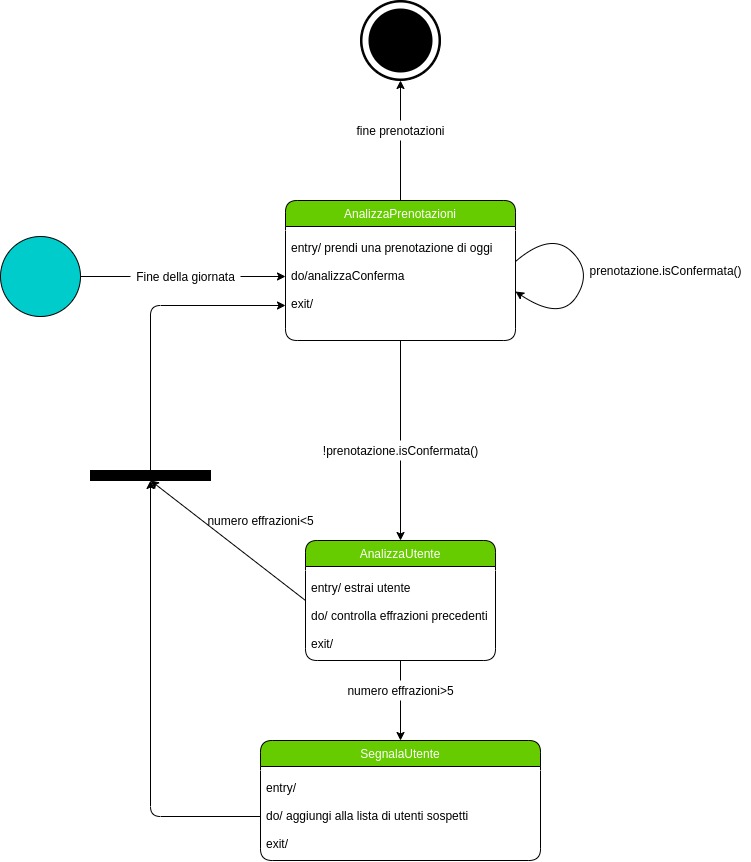 fine prenotazioni
AnalizzaPrenotazioni
entry/ prendi una prenotazione di oggi
do/analizzaConferma
exit/
Fine della giornata
prenotazione.isConfermata()
!prenotazione.isConfermata()
numero effrazioni<5
AnalizzaUtente
entry/ estrai utente
do/ controlla effrazioni precedenti
exit/
numero effrazioni>5
SegnalaUtente
entry/
do/ aggiungi alla lista di utenti sospetti
exit/